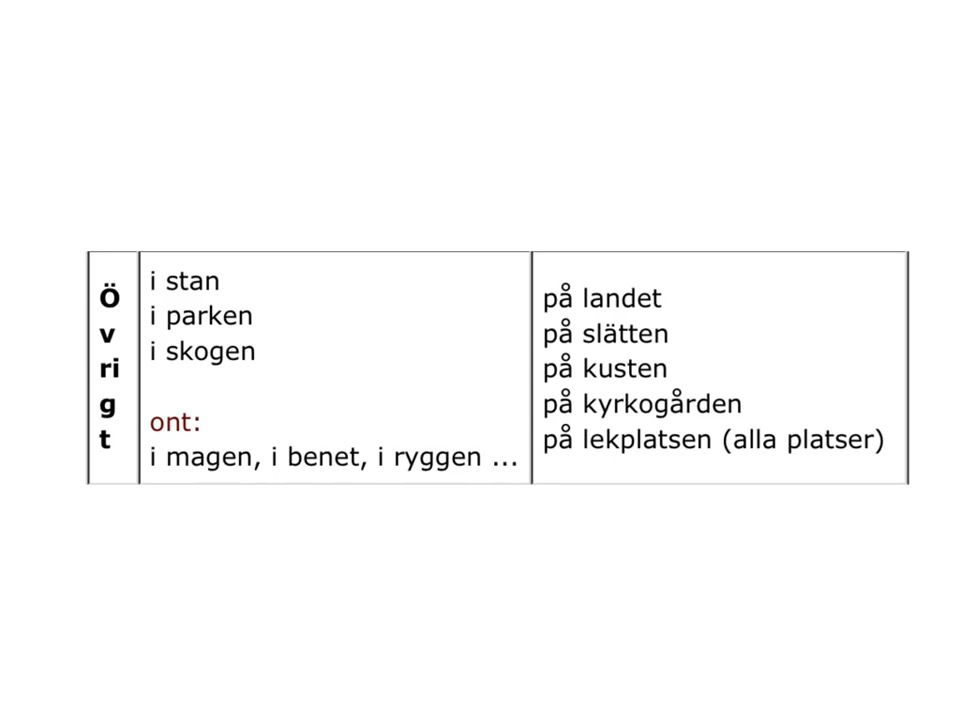 Övrigt
i stan
i parken
i skogen
ont:
i magen, i benet, i ryggen ...
på landet
på slätten
på kusten
på kyrkogården
på lekplatsen (alla platser)